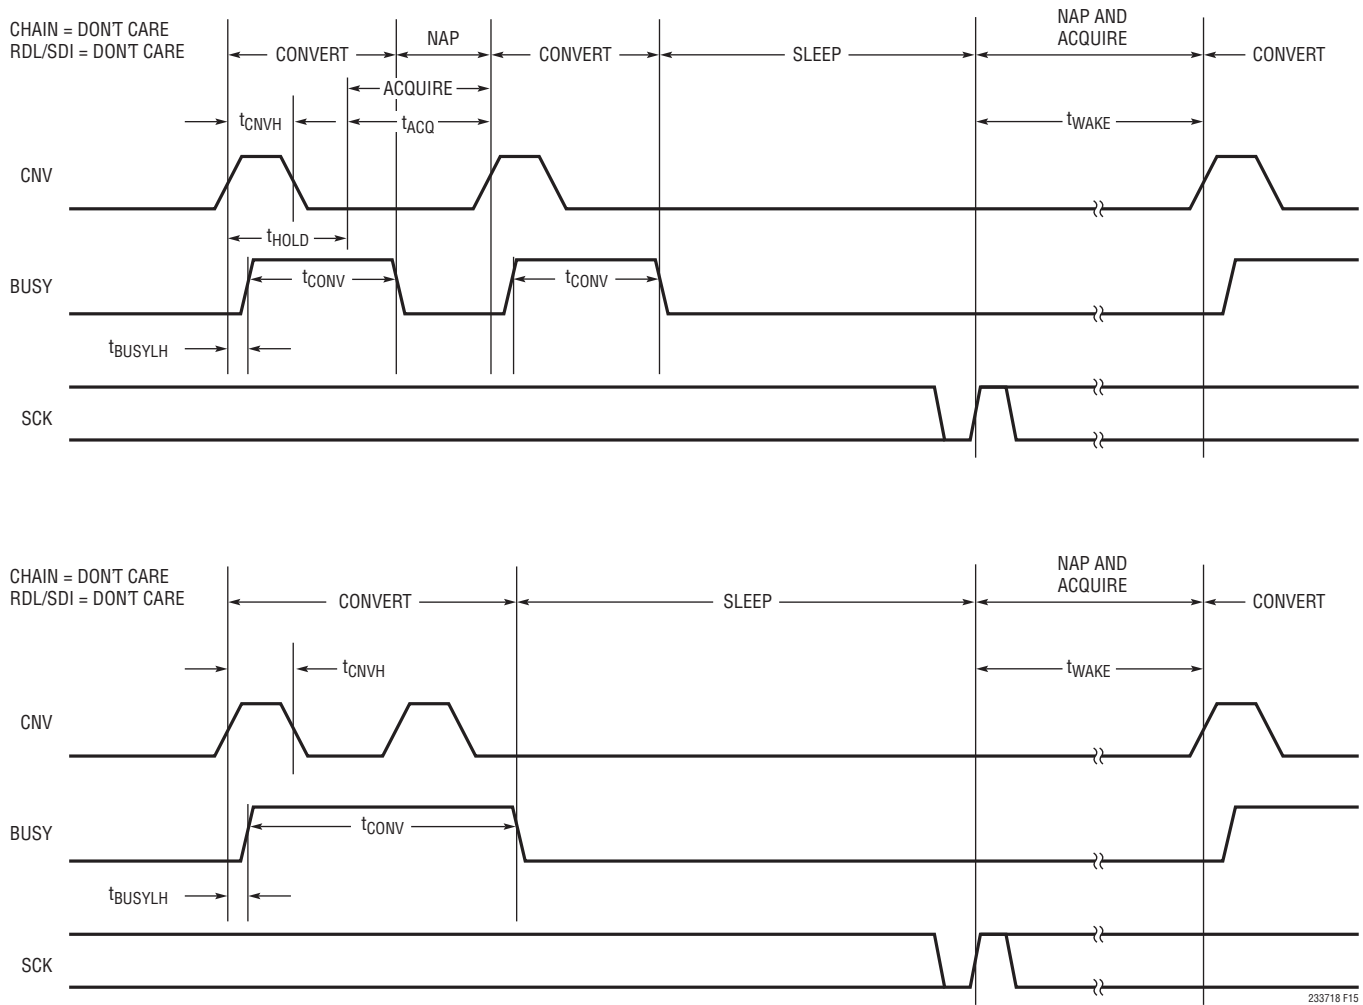 CHAIN = DON'T CARE
RDL/SDI = DON'T CARE
CONVERT
NAP
CONVERT
SLEEP
NAP AND
ACQUIRE
CONVERT
ACQUIRE
tCNVH
tACQ
tWAKE
CNV
tHOLD
BUSY
tCONV
tCONV
tBUSYLH
SCK
CHAIN = DON'T CARE
RDL/SDI = DON'T CARE
CONVERT
SLEEP
NAP AND
ACQUIRE
CONVERT
tCNVH
tWAKE
CNV
BUSY
tCONV
tBUSYLH
SCK
233718 F15